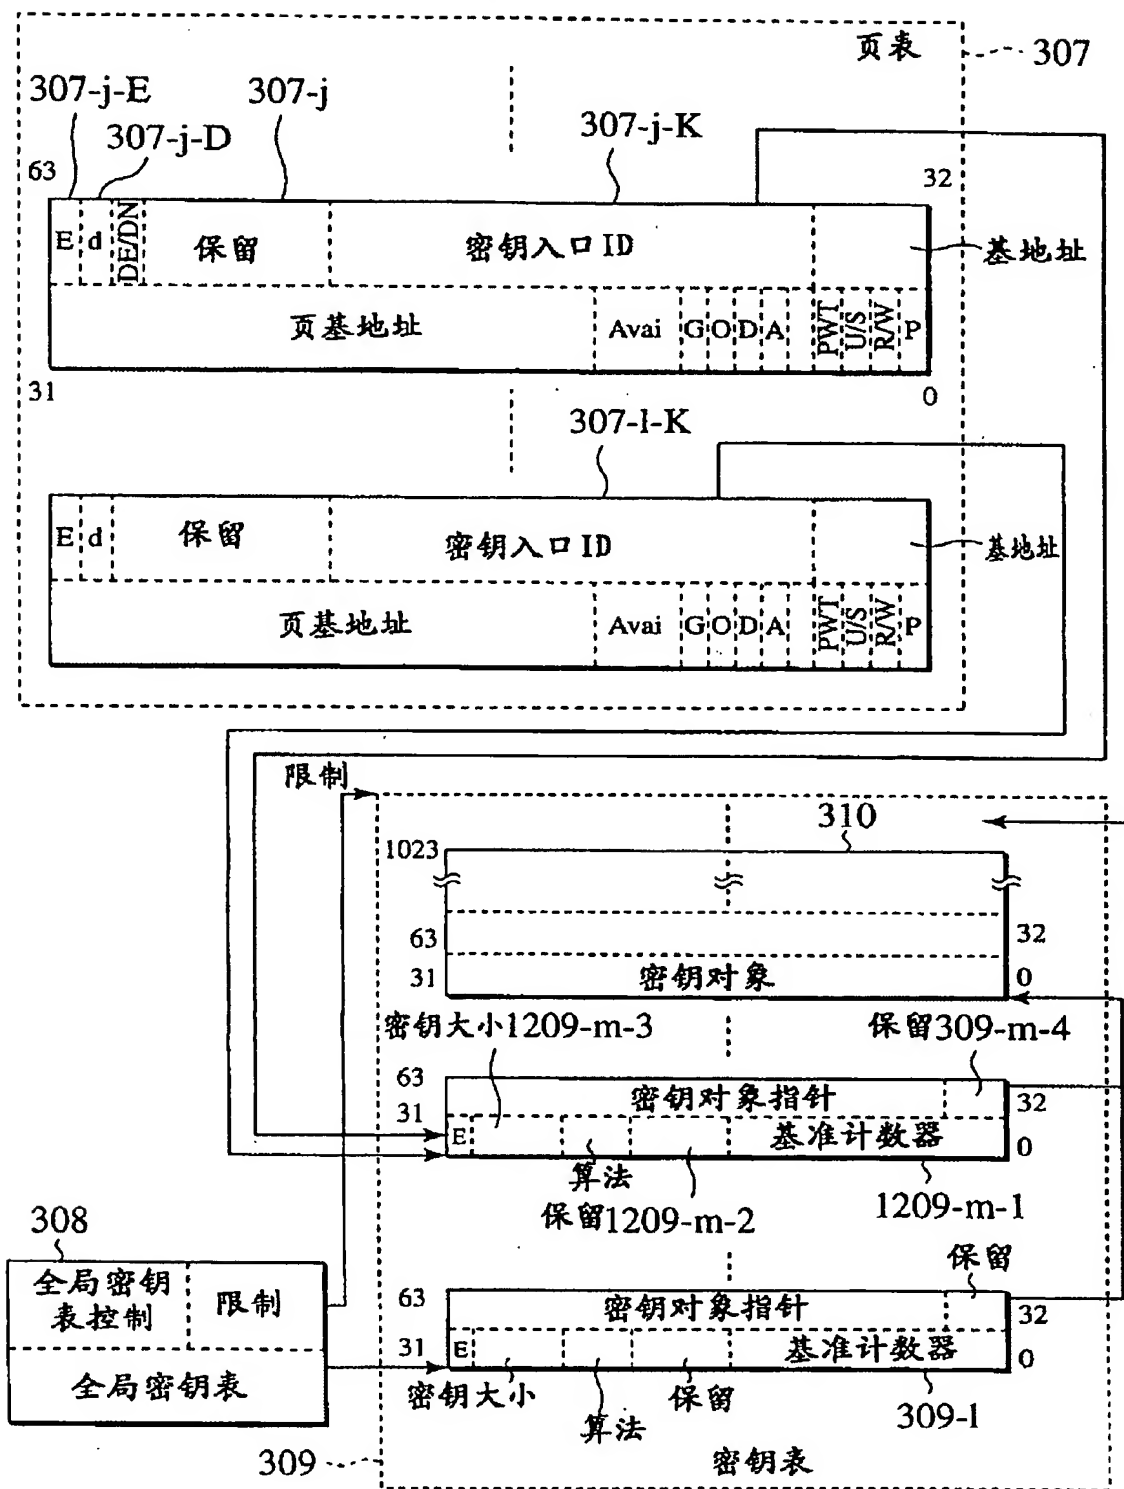 页表
307
307-j-E
307-j
307-j-D
307-j-K
63
32
E d DE/DN 保留 密钥入口ID
基地址
页基地址 Avai G O D A PWT U/S R/W P
31
0
307-l-K
E d 保留 密钥入口ID
基地址
页基地址 Avai G O D A PWT U/S R/W P
限制
310
1023
63
32
31
密钥对象
0
密钥大小1209-m-3
保留309-m-4
63
密钥对象指针
32
31
E
基准计数器
0
算法
保留1209-m-2
1209-m-1
308
全局密钥
表控制
限制
全局密钥表
保留
63
密钥对象指针
32
31
E
基准计数器
0
密钥大小
算法
保留
309-l
309
密钥表